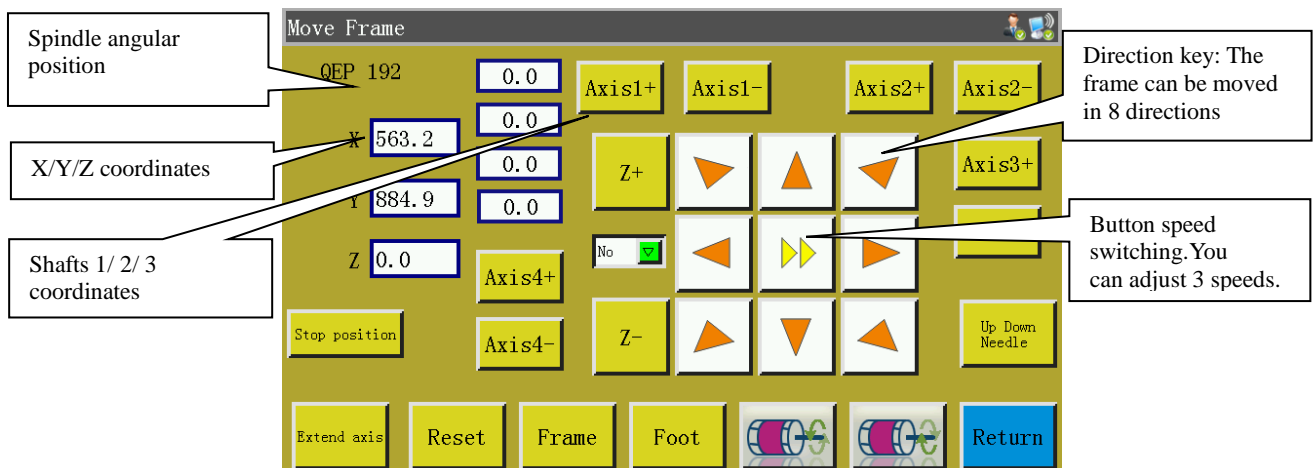 Spindle angular
position
X/Y/Z coordinates
Shafts 1/ 2/ 3
coordinates
Move Frame
QEP 192
0.0
Axis1+
Axis1-
Axis2+
Axis2-
X
563.2
0.0
Y
884.9
0.0
0.0
Z
0.0
Z+
Axis3+
No
Axis4+
Axis4-
Z-
Stop position
Up Down
Needle
Extend axis
Reset
Frame
Foot
Return
Direction key: The
frame can be moved
in 8 directions
Button speed
switching.You
can adjust 3 speeds.